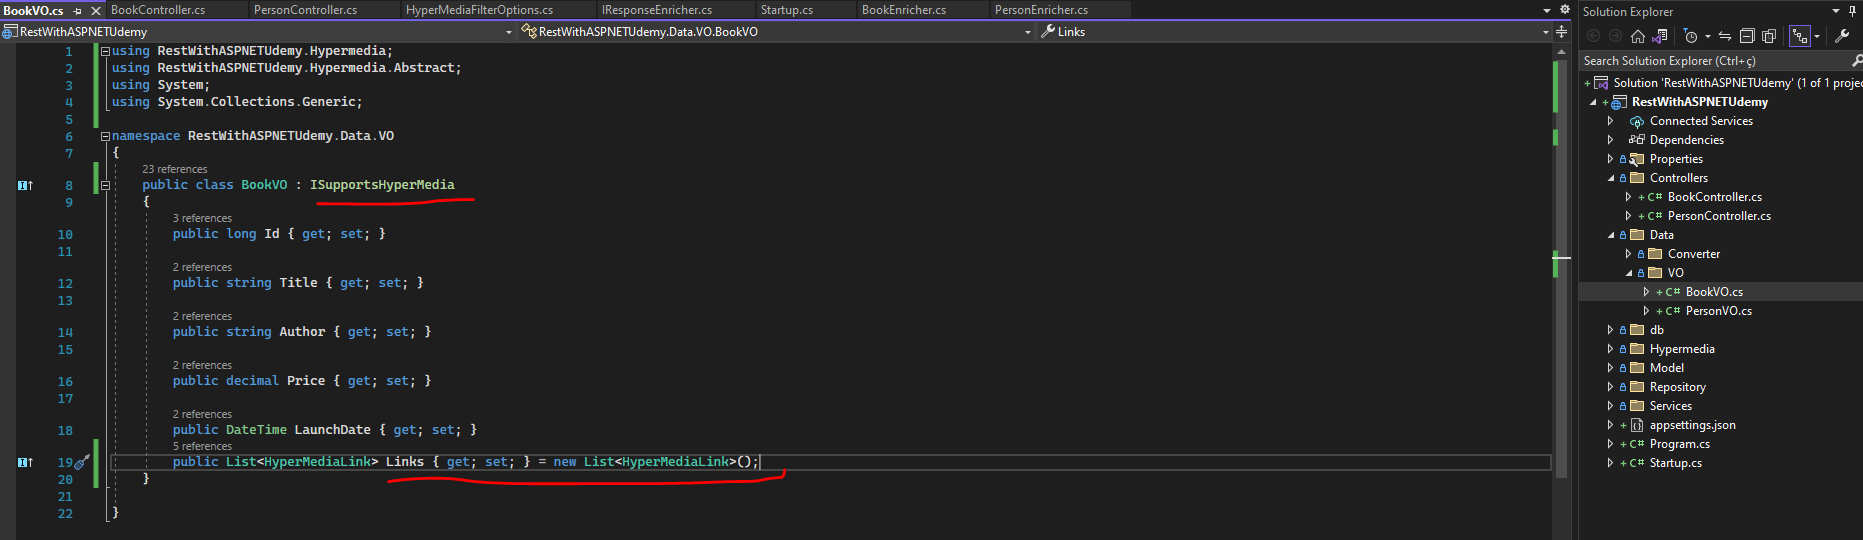 BookVO.cs BookController.cs PersonController.cs HyperMediaFilterOptions.cs IResponseEnricher.cs Startup.cs BookEnricher.cs PersonEnricher.cs
RestWithASPNETUdemy RestWithASPNETUdemy.Data.VO.BookVO Links
1 using RestWithASPNETUdemy.Hypermedia;
2 using RestWithASPNETUdemy.Hypermedia.Abstract;
3 using System;
4 using System.Collections.Generic;
5
6 namespace RestWithASPNETUdemy.Data.VO
7 {
23 references
8 public class BookVO : ISupportsHyperMedia
9 {
3 references
10 public long Id { get; set; }
11
2 references
12 public string Title { get; set; }
13
2 references
14 public string Author { get; set; }
15
2 references
16 public decimal Price { get; set; }
17
2 references
18 public DateTime LaunchDate { get; set; }
5 references
19 public List<HyperMediaLink> Links { get; set; } = new List<HyperMediaLink>();
20 }
21
22 }
Solution Explorer
Search Solution Explorer (Ctrl+ç)
Solution 'RestWithASPNETUdemy' (1 of 1 projec
RestWithASPNETUdemy
Connected Services
Dependencies
Properties
Controllers
C# BookController.cs
C# PersonController.cs
Data
Converter
VO
C# BookVO.cs
C# PersonVO.cs
db
Hypermedia
Model
Repository
Services
appsettings.json
C# Program.cs
C# Startup.cs